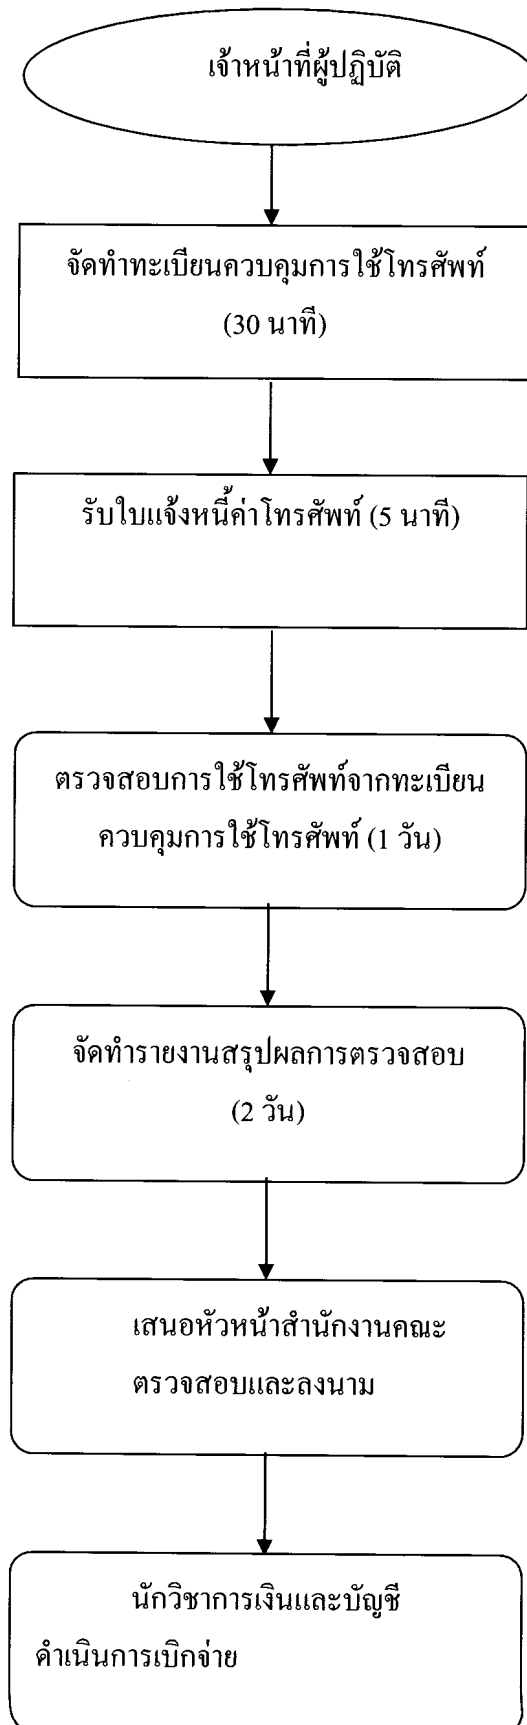 เจ้าหน้าที่ผู้ปฏิบัติ
จัดทำทะเบียนควบคุมการใช้โทรศัพท์
(30 นาที)
รับใบแจ้งหนี้ค่าโทรศัพท์ (5 นาที)
ตรวจสอบการใช้โทรศัพท์จากทะเบียน
ควบคุมการใช้โทรศัพท์ (1 วัน)
จัดทำรายงานสรุปผลการตรวจสอบ
(2 วัน)
เสนอหัวหน้าสำนักงานคณะ
ตรวจสอบและลงนาม
นักวิชาการเงินและบัญชี
ดำเนินการเบิกจ่าย